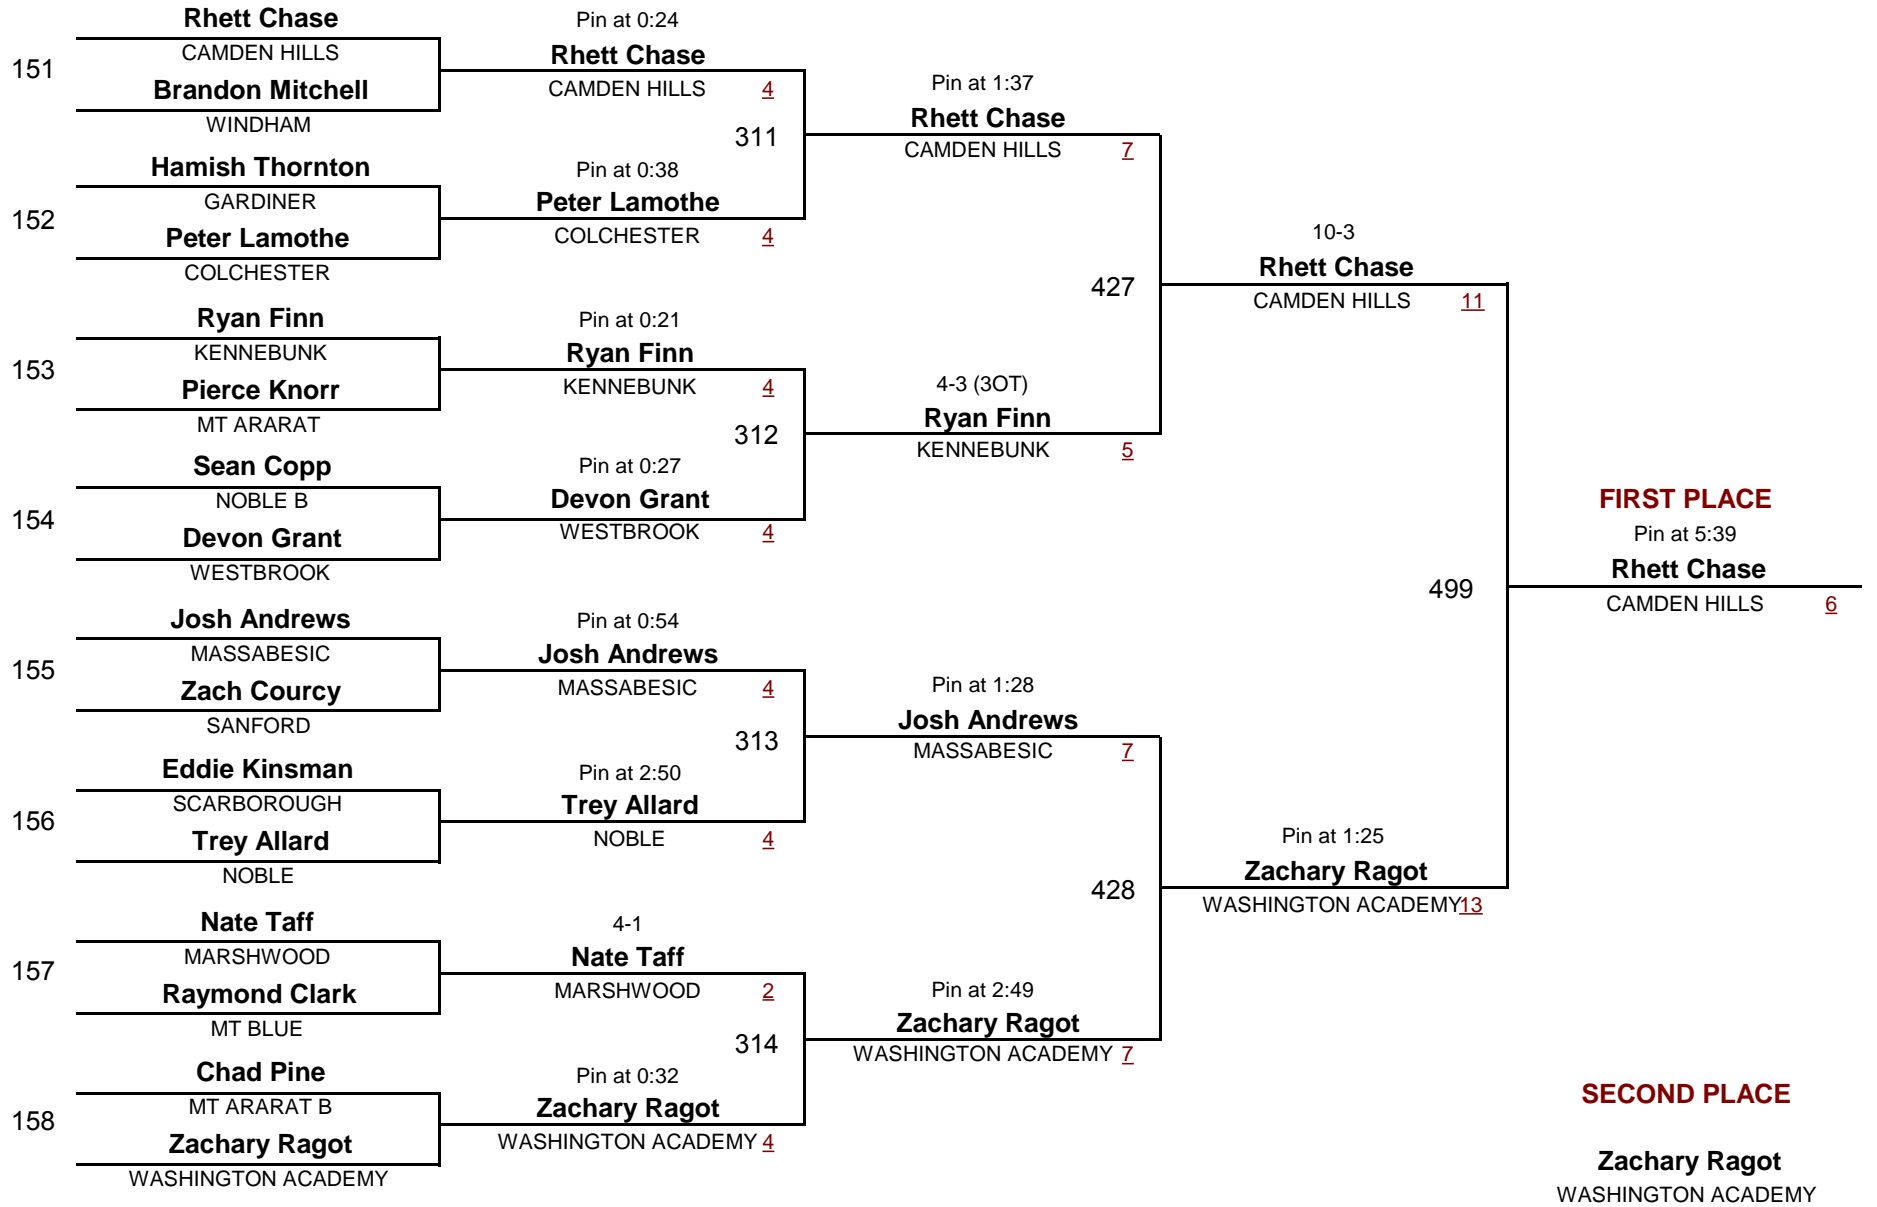 Rhett Chase
CAMDEN HILLS
151
Brandon Mitchell
WINDHAM
Hamish Thornton
GARDINER
152
Peter Lamothe
COLCHESTER
Ryan Finn
KENNEBUNK
153
Pierce Knorr
MT ARARAT
Sean Copp
NOBLE B
154
Devon Grant
WESTBROOK
Josh Andrews
MASSABESIC
155
Zach Courcy
SANFORD
Eddie Kinsman
SCARBOROUGH
156
Trey Allard
NOBLE
Nate Taff
MARSHWOOD
157
Raymond Clark
MT BLUE
Chad Pine
MT ARARAT B
158
Zachary Ragot
WASHINGTON ACADEMY
Pin at 0:24
Rhett Chase
CAMDEN HILLS 4
311
Pin at 0:38
Peter Lamothe
COLCHESTER 4
Pin at 0:21
Ryan Finn
KENNEBUNK 4
312
Pin at 0:27
Devon Grant
WESTBROOK 4
Pin at 0:54
Josh Andrews
MASSABESIC 4
313
Pin at 2:50
Trey Allard
NOBLE 4
4-1
Nate Taff
MARSHWOOD 2
314
Pin at 0:32
Zachary Ragot
WASHINGTON ACADEMY 4
Pin at 1:37
Rhett Chase
CAMDEN HILLS 7
427
4-3 (3OT)
Ryan Finn
KENNEBUNK 5
Pin at 1:28
Josh Andrews
MASSABESIC 7
428
Pin at 2:49
Zachary Ragot
WASHINGTON ACADEMY 7
10-3
Rhett Chase
CAMDEN HILLS 11
499
Pin at 1:25
Zachary Ragot
WASHINGTON ACADEMY 13
FIRST PLACE
Pin at 5:39
Rhett Chase
CAMDEN HILLS 6
SECOND PLACE
Zachary Ragot
WASHINGTON ACADEMY